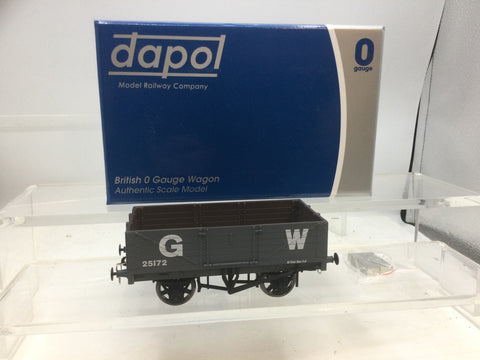 dapol
Model Railway Company
0
gauge
British 0 Gauge Wagon
Authentic Scale Model
G W
25172